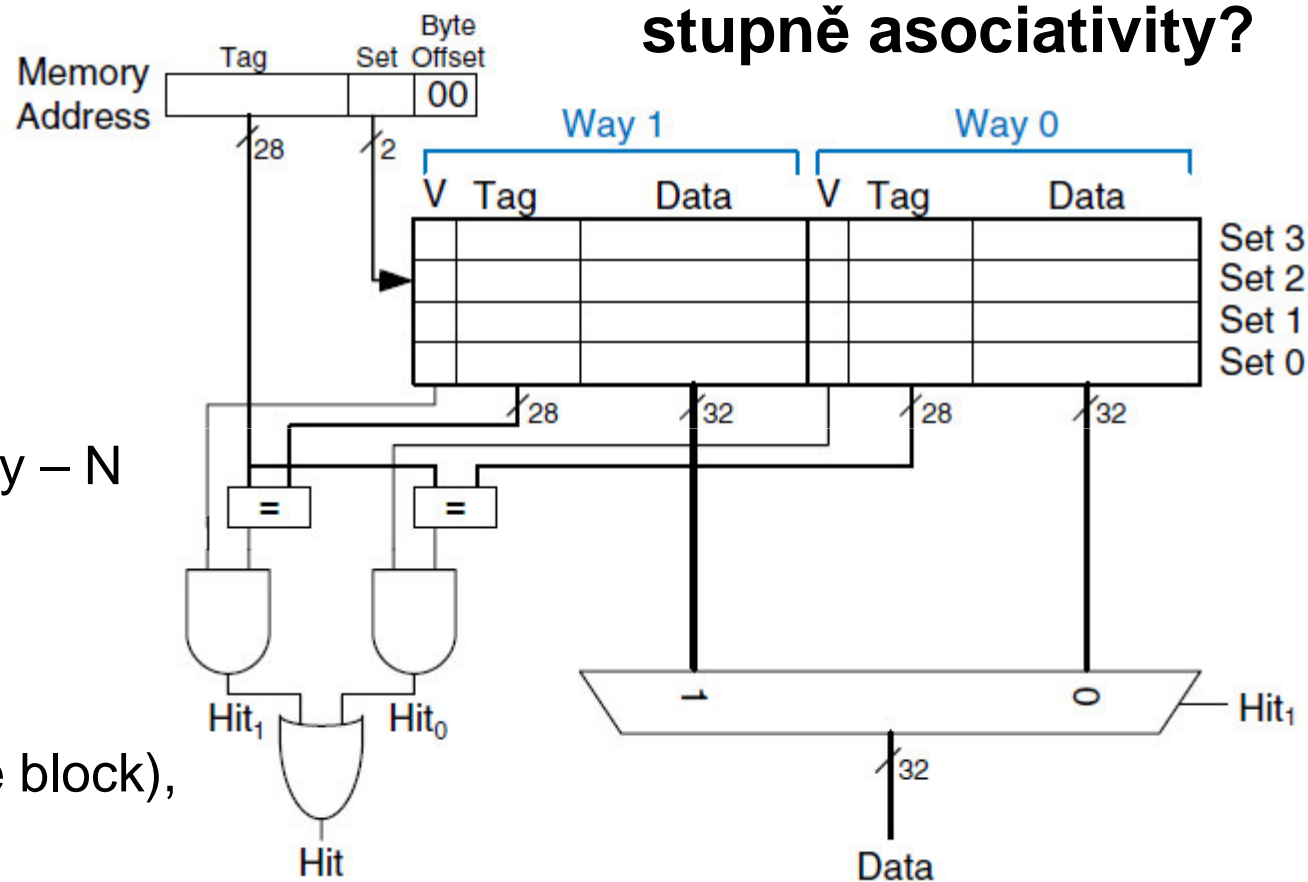 stupně asociativity?
Memory Address
Tag Set Byte Offset
00
28 2
Way 1 Way 0
V Tag Data V Tag Data
Set 3
Set 2
Set 1
Set 0
28 32 28 32
y – N
= =
1 0
Hit1 Hit0 Hit1
e block),
32
Hit Data